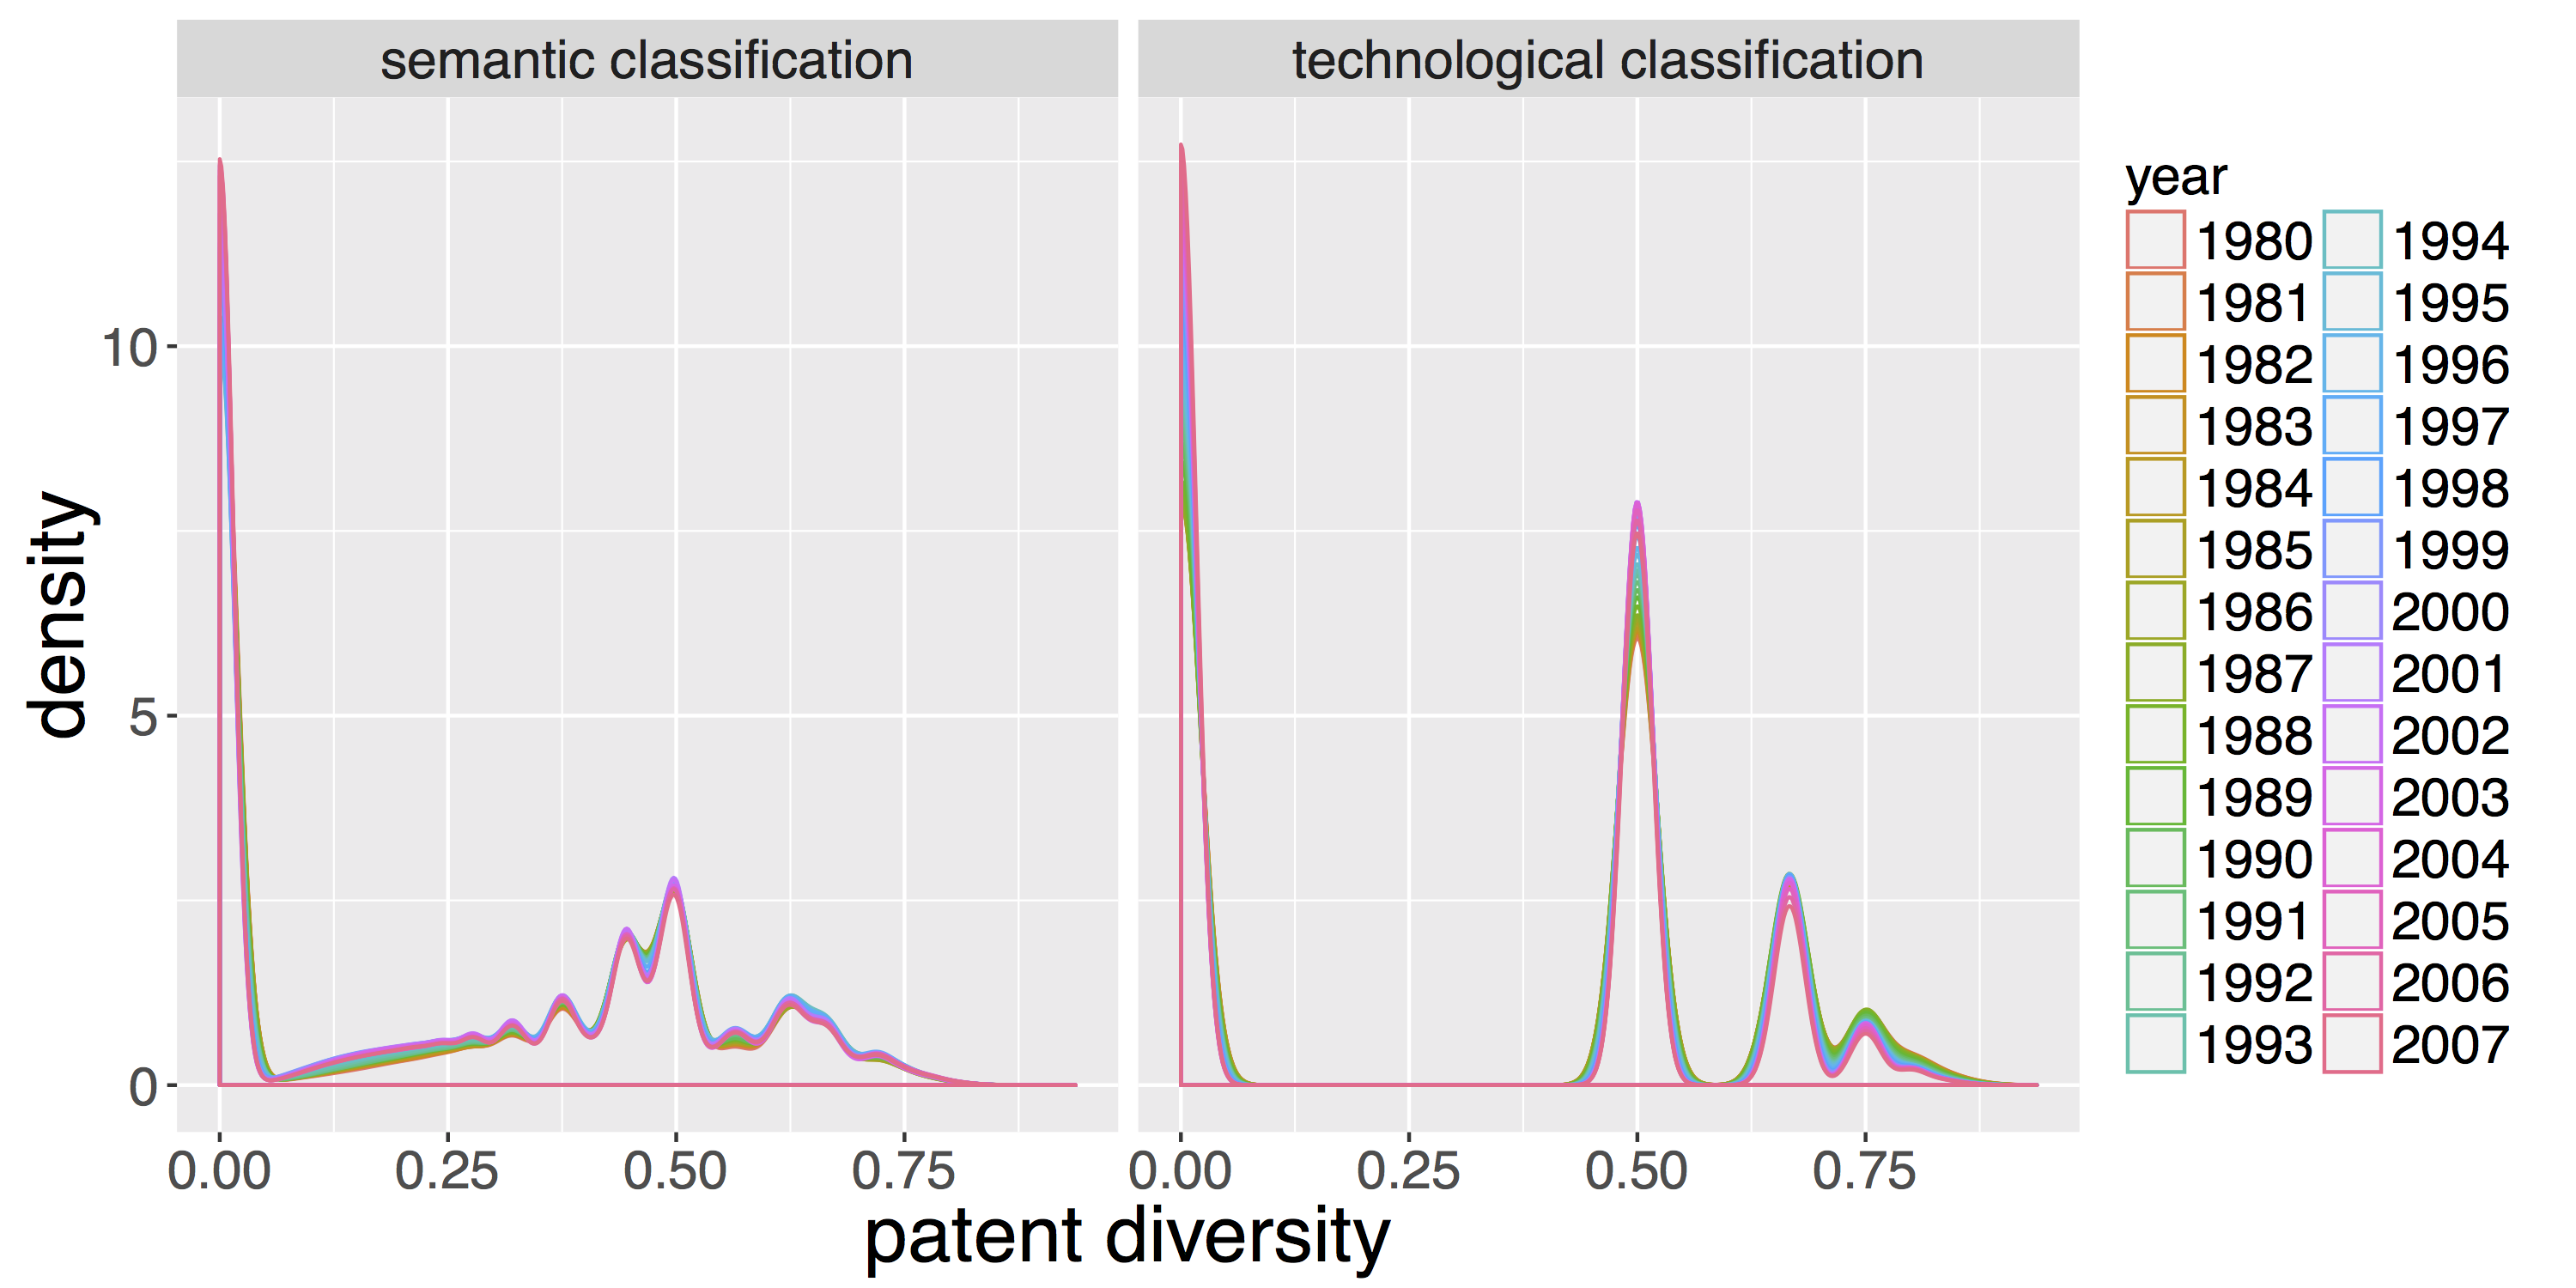 semantic classification
technological classification
density
10
5
0
0.00 0.25 0.50 0.75
0.00 0.25 0.50 0.75
patent diversity
year
1980 1994
1981 1995
1982 1996
1983 1997
1984 1998
1985 1999
1986 2000
1987 2001
1988 2002
1989 2003
1990 2004
1991 2005
1992 2006
1993 2007